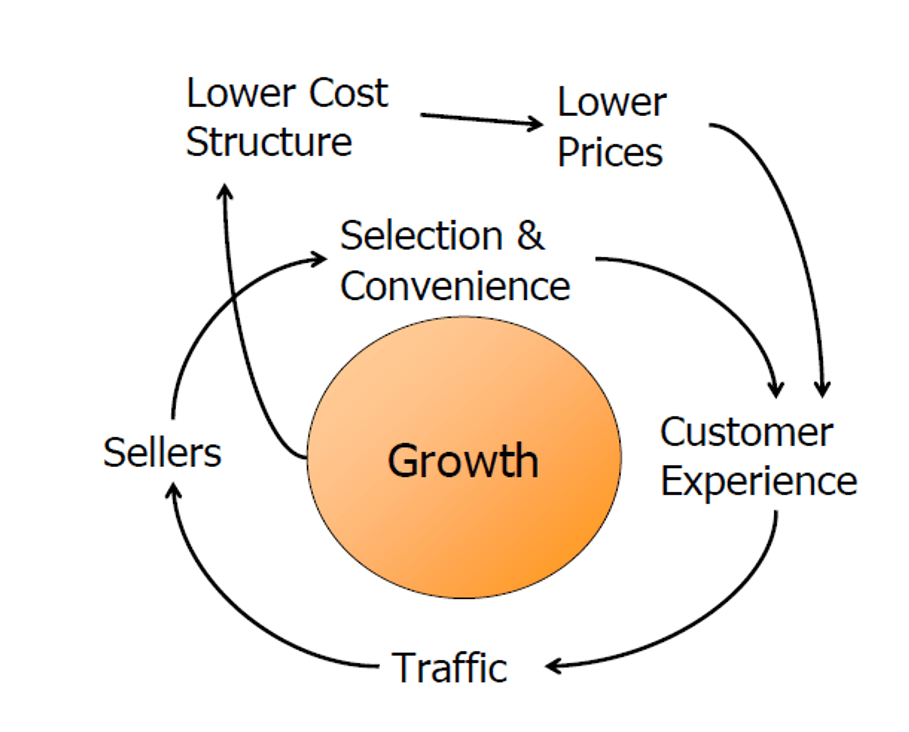 Lower Cost
Structure
Lower
Prices
Selection &
Convenience
Customer
Experience
Sellers
Growth
Traffic